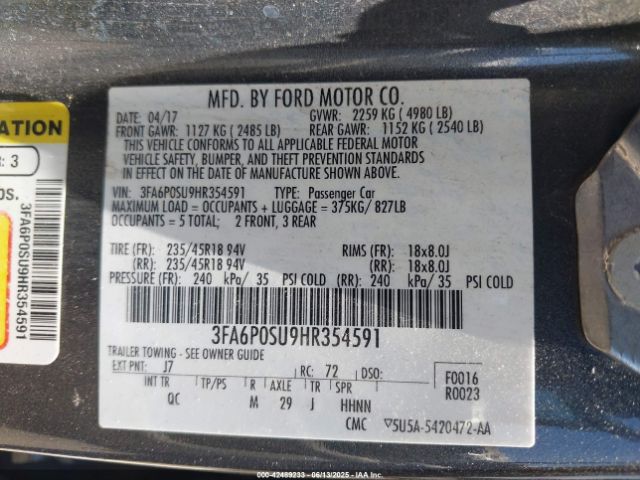 ATION
R: 3
os.
3FA6P0SU9HR354591
MFD. BY FORD MOTOR CO.
DATE: 04/17 GVWR: 2259 KG ( 4980 LB)
FRONT GAWR: 1127 KG ( 2485 LB) REAR GAWR: 1152 KG ( 2540 LB)
THIS VEHICLE CONFORMS TO ALL APPLICABLE FEDERAL MOTOR
VEHICLE SAFETY, BUMPER, AND THEFT PREVENTION STANDARDS
IN EFFECT ON THE DATE OF MANUFACTURE SHOWN ABOVE.
VIN: 3FA6P0SU9HR354591 TYPE: Passenger Car
MAXIMUM LOAD = OCCUPANTS + LUGGAGE = 375KG/ 827LB
OCCUPANTS = 5 TOTAL; 2 FRONT, 3 REAR
TIRE (FR): 235/45R18 94V RIMS (FR): 18x8.0J
(RR): 235/45R18 94V (RR): 18x8.0J
PRESSURE (FR): 240 kPa/ 35 PSI COLD (RR): 240 kPa/ 35 PSI COLD
3FA6P0SU9HR354591
TRAILER TOWING - SEE OWNER GUIDE
EXT PNT: J7 RC: 72 DSO:
INT TR TP/PS R AXLE TR SPR
QC M 29 J HHNN
F0016
R0023
CMC ▽5U5A-5420472-AA
000-42489233 - 06/13/2025 - IAAI.COM